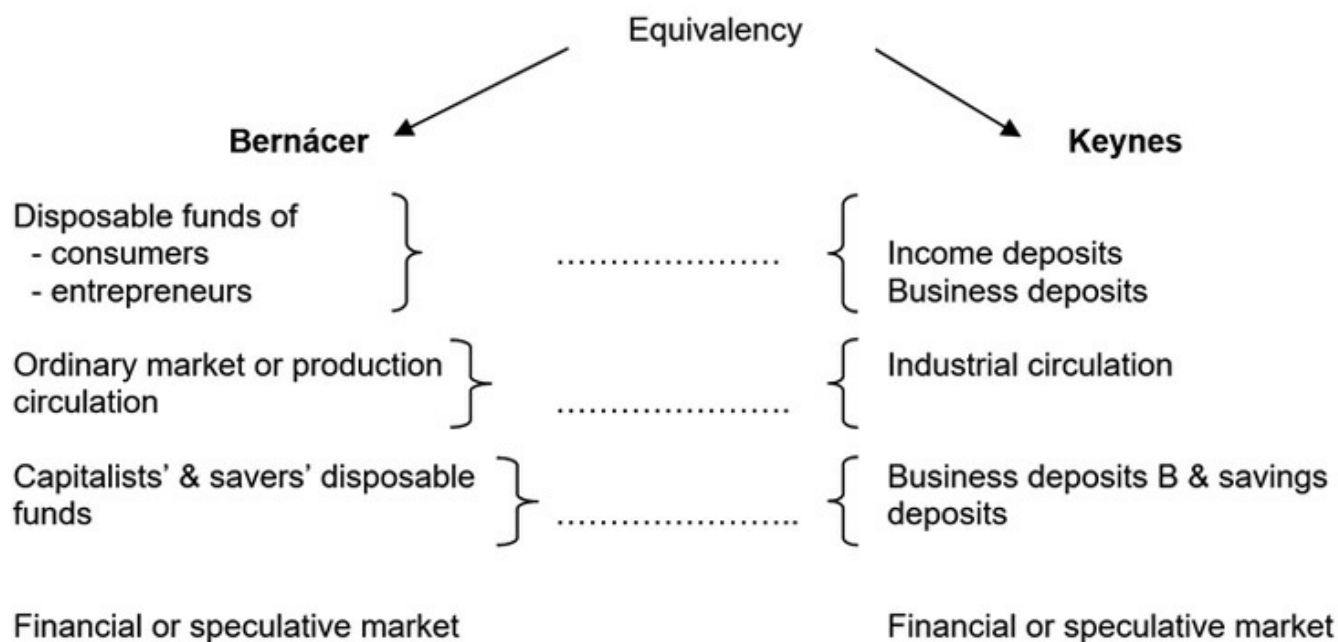 Equivalency
Bernácer
Keynes
Disposable funds of
- consumers
- entrepreneurs
.....................
Income deposits
Business deposits
Ordinary market or production
circulation
......................
Industrial circulation
Capitalists’ & savers’ disposable
funds
.......................
Business deposits B & savings
deposits
Financial or speculative market
Financial or speculative market